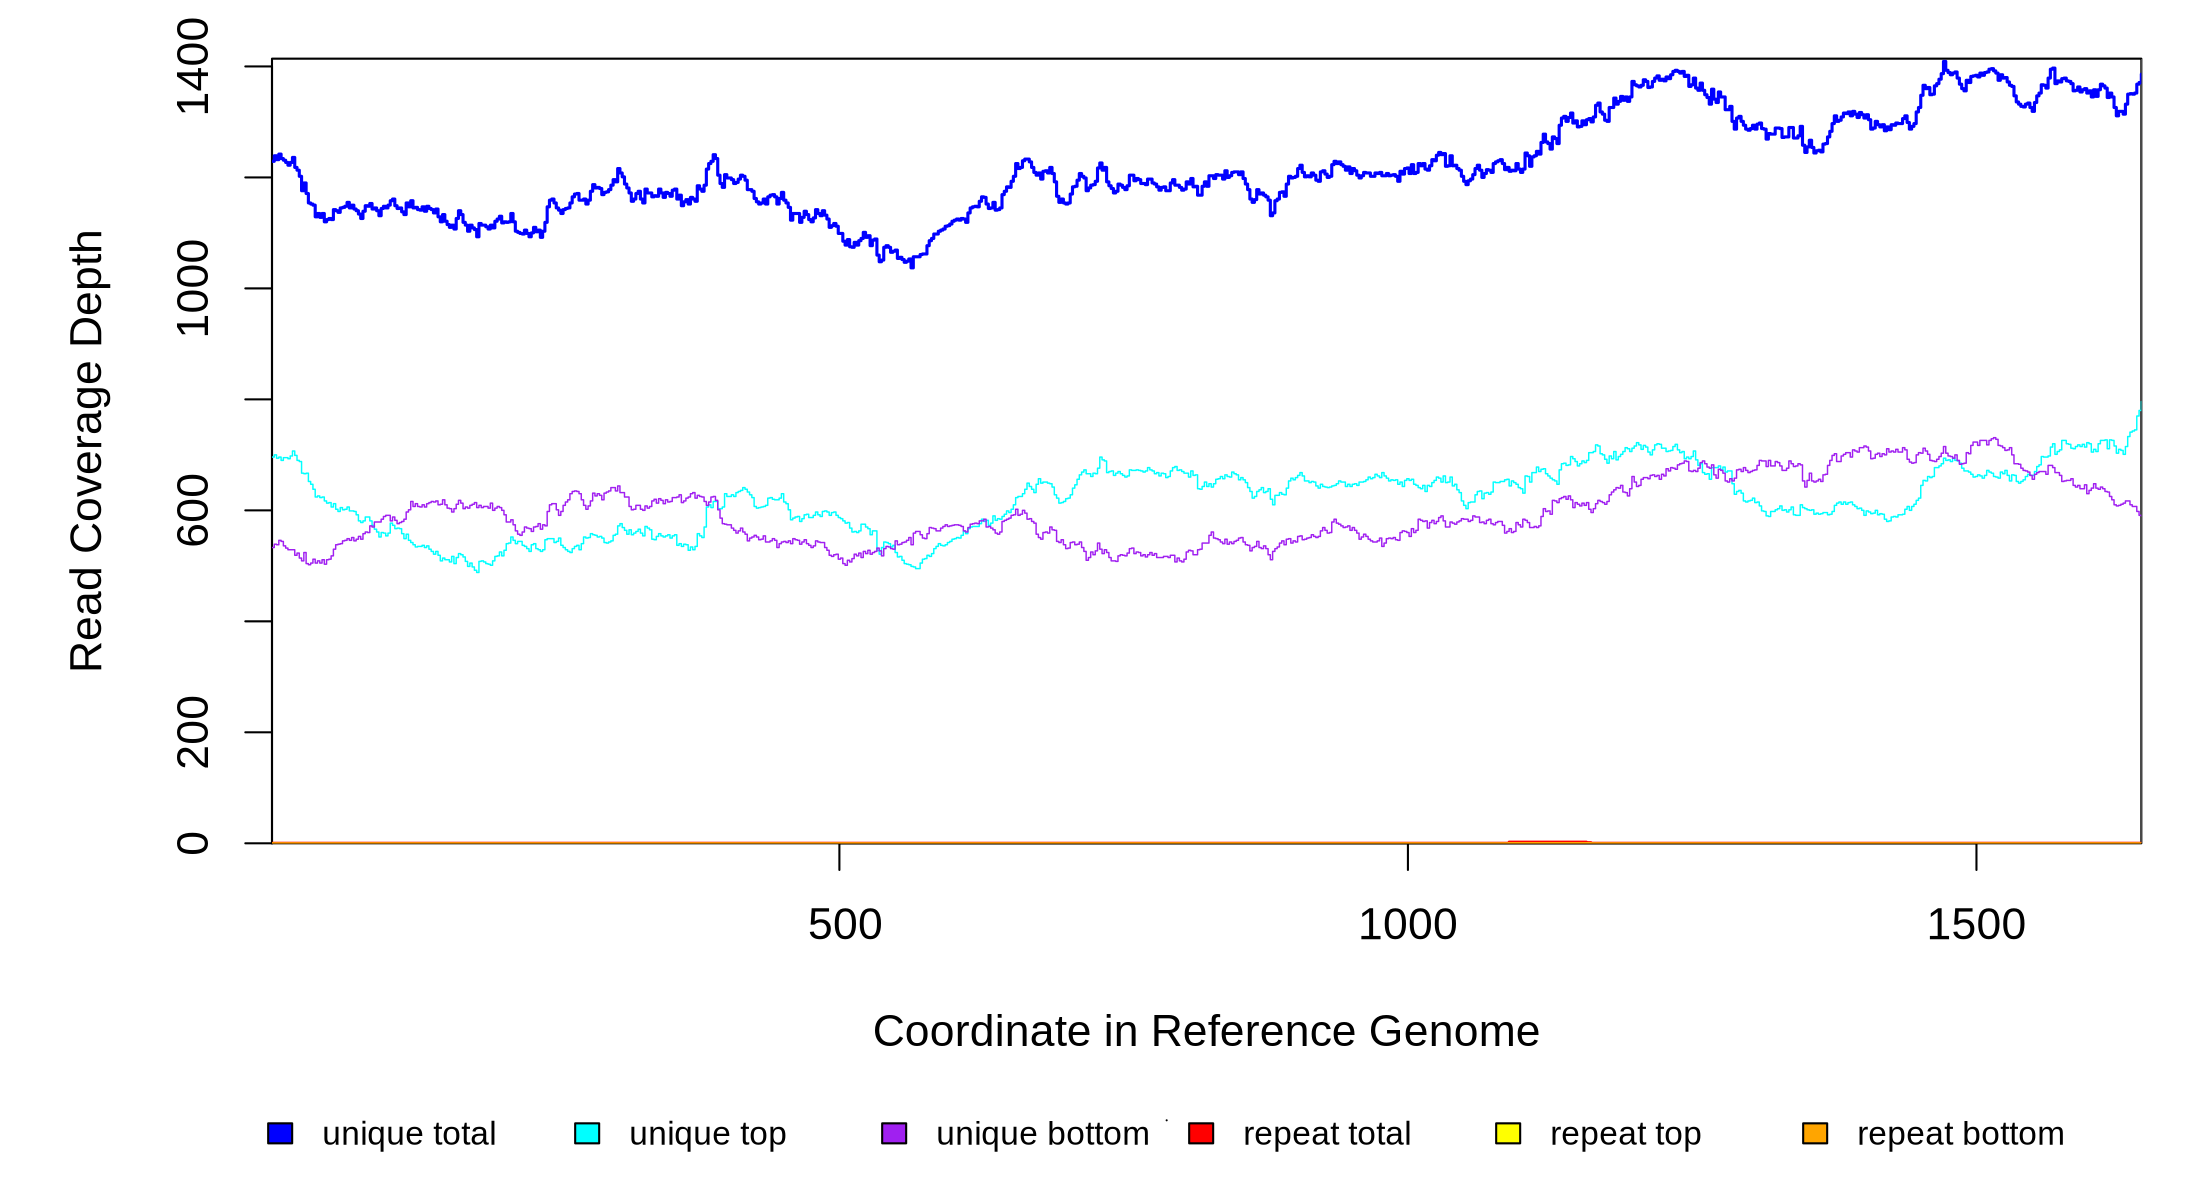 1400
1000
600
200
0
Read Coverage Depth
500 1000 1500
Coordinate in Reference Genome
unique total unique top unique bottom repeat total repeat top repeat bottom